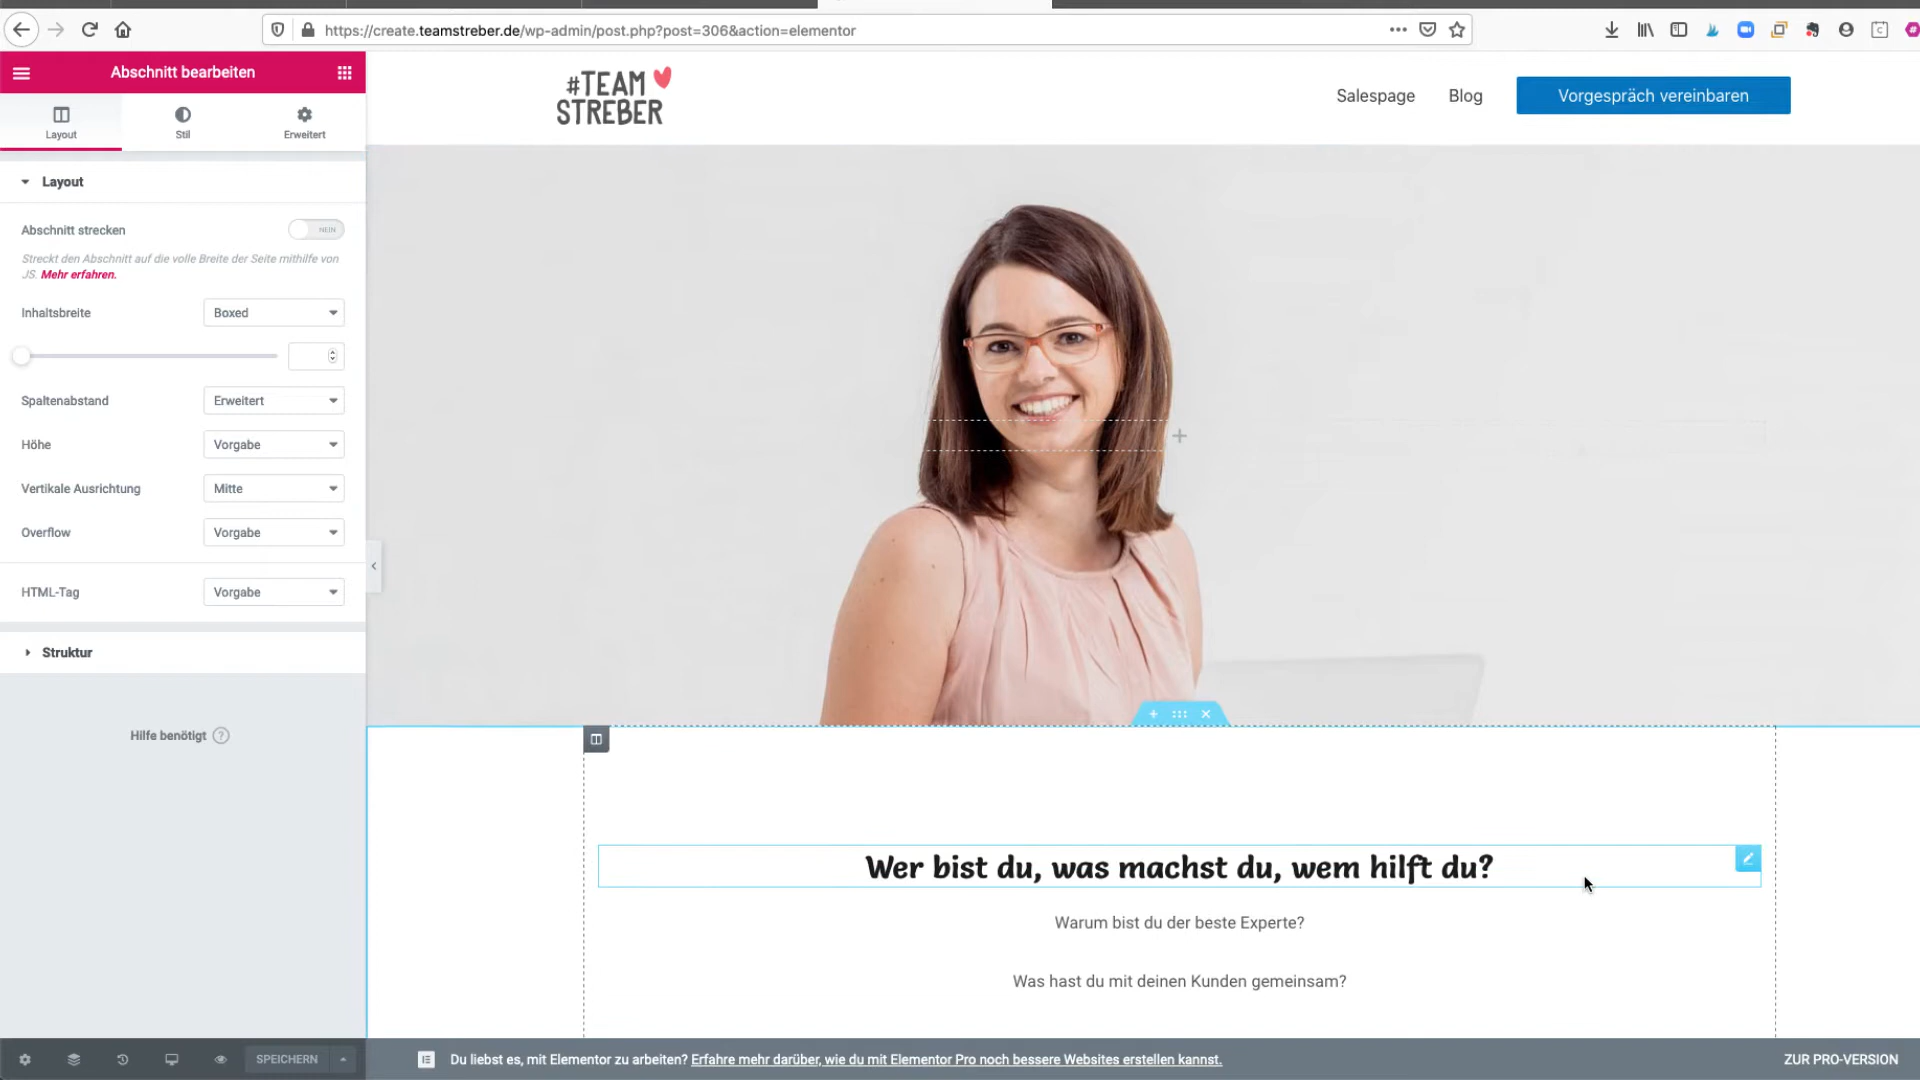 https://create.teamstreber.de/wp-admin/post.php?post=306&action=elementor
Abschnitt bearbeiten
Layout
Stil
Erweitert
Layout
Abschnitt strecken
NEIN
Streckt den Abschnitt auf die volle Breite der Seite mithilfe von
JS. Mehr erfahren.
Inhaltsbreite
Boxed
Spaltenabstand
Erweitert
Höhe
Vorgabe
Vertikale Ausrichtung
Mitte
Overflow
Vorgabe
HTML-Tag
Vorgabe
Struktur
Hilfe benötigt
SPEICHERN
#TEAM
STREBER
Salespage
Blog
Vorgespräch vereinbaren
Wer bist du, was machst du, wem hilft du?
Warum bist du der beste Experte?
Was hast du mit deinen Kunden gemeinsam?
Du liebst es, mit Elementor zu arbeiten? Erfahre mehr darüber, wie du mit Elementor Pro noch bessere Websites erstellen kannst.
ZUR PRO-VERSION